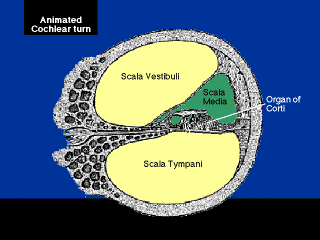 Animated
Cochlear turn
Scala Vestibuli
Scala
Media
Organ of
Corti
Scala Tympani